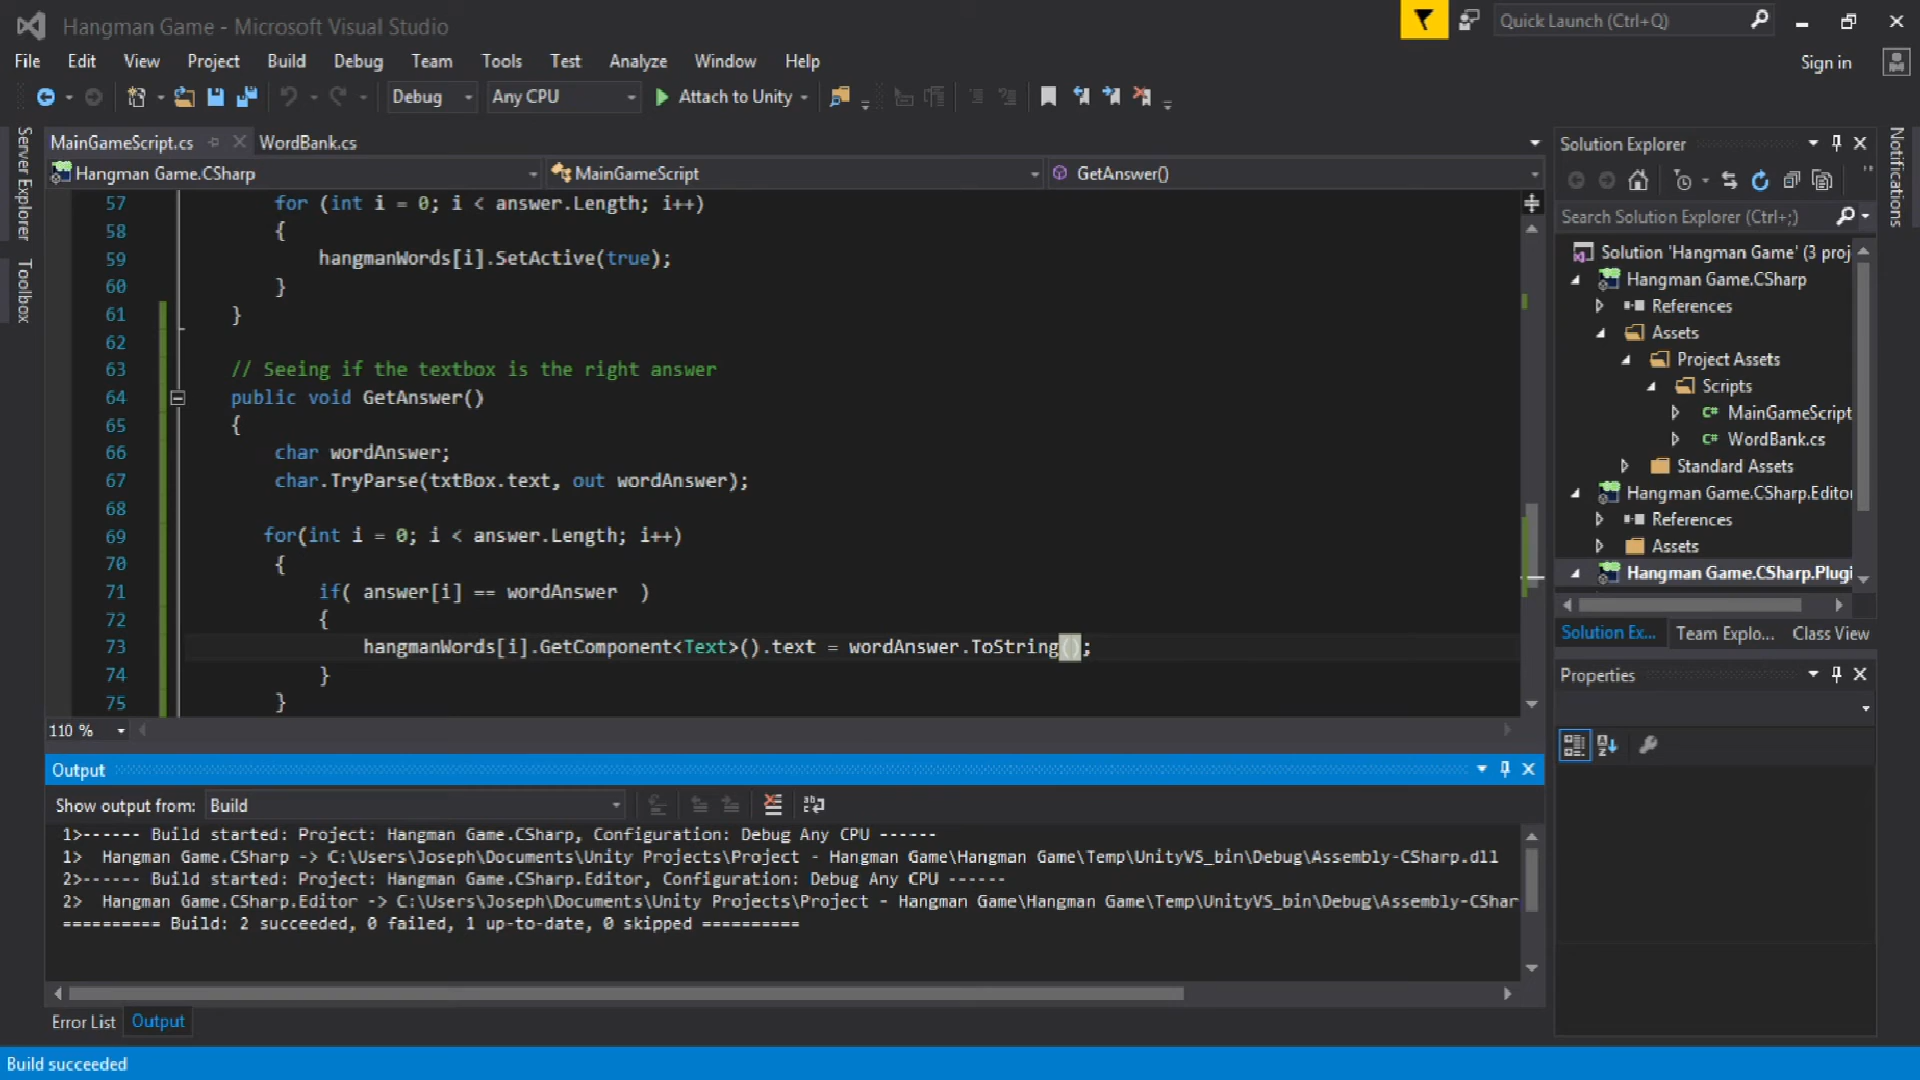 Hangman Game - Microsoft Visual Studio
Quick Launch (Ctrl+Q)
File Edit View Project Build Debug Team Tools Test Analyze Window Help
Sign in
Debug Any CPU Attach to Unity
Server Explorer
Toolbox
MainGameScript.cs WordBank.cs
Hangman Game.CSharp MainGameScript GetAnswer()
57 for (int i = 0; i < answer.Length; i++)
58 {
59 hangmanWords[i].SetActive(true);
60 }
61 }
62
63 // Seeing if the textbox is the right answer
64 public void GetAnswer()
65 {
66 char wordAnswer;
67 char.TryParse(txtBox.text, out wordAnswer);
68
69 for(int i = 0; i < answer.Length; i++)
70 {
71 if( answer[i] == wordAnswer )
72 {
73 hangmanWords[i].GetComponent<Text>().text = wordAnswer.ToString();
74 }
75 }
110 %
Output
Show output from: Build
1>------ Build started: Project: Hangman Game.CSharp, Configuration: Debug Any CPU ------
1> Hangman Game.CSharp -> C:\Users\Joseph\Documents\Unity Projects\Project - Hangman Game\Hangman Game\Temp\UnityVS_bin\Debug\Assembly-CSharp.dll
2>------ Build started: Project: Hangman Game.CSharp.Editor, Configuration: Debug Any CPU ------
2> Hangman Game.CSharp.Editor -> C:\Users\Joseph\Documents\Unity Projects\Project - Hangman Game\Hangman Game\Temp\UnityVS_bin\Debug\Assembly-CShar
========== Build: 2 succeeded, 0 failed, 1 up-to-date, 0 skipped ==========
Error List Output
Build succeeded
Solution Explorer
Search Solution Explorer (Ctrl+;)
Solution 'Hangman Game' (3 proj
Hangman Game.CSharp
References
Assets
Project Assets
Scripts
C# MainGameScript
C# WordBank.cs
Standard Assets
Hangman Game.CSharp.Editor
References
Assets
Hangman Game.CSharp.Plugi
Solution Ex... Team Explo... Class View
Properties
Notifications